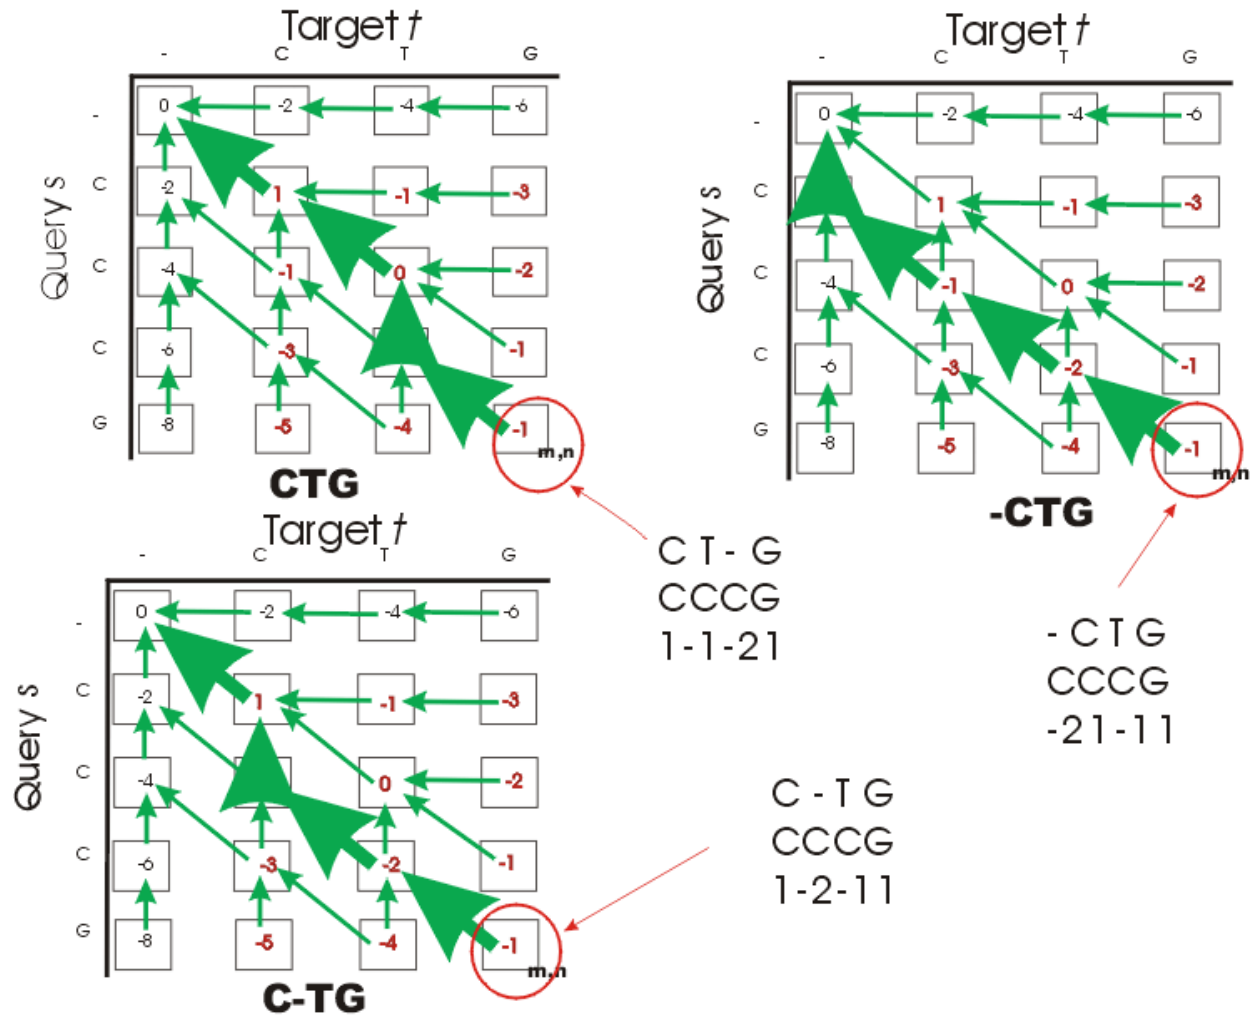 Target t
- C T G
Query s
- 0 -2 -4 -6
C -2 1 -1 -3
C -4 -1 0 -2
C -6 -3 -1
G -8 -5 -4 -1
m,n
CTG
Target t
- C T G
Query s
- 0 -2 -4 -6
C 1 -1 -3
C -4 -1 0 -2
C -6 -3 -2 -1
G -8 -5 -4 -1
m,n
-CTG
C T - G
CCCG
1-1-21
- C T G
CCCG
-21-11
Target t
- C T G
Query s
- 0 -2 -4 -6
C -2 1 -1 -3
C -4 0 -2
C -6 -3 -2 -1
G -8 -5 -4 -1
m,n
C-TG
C - T G
CCCG
1-2-11